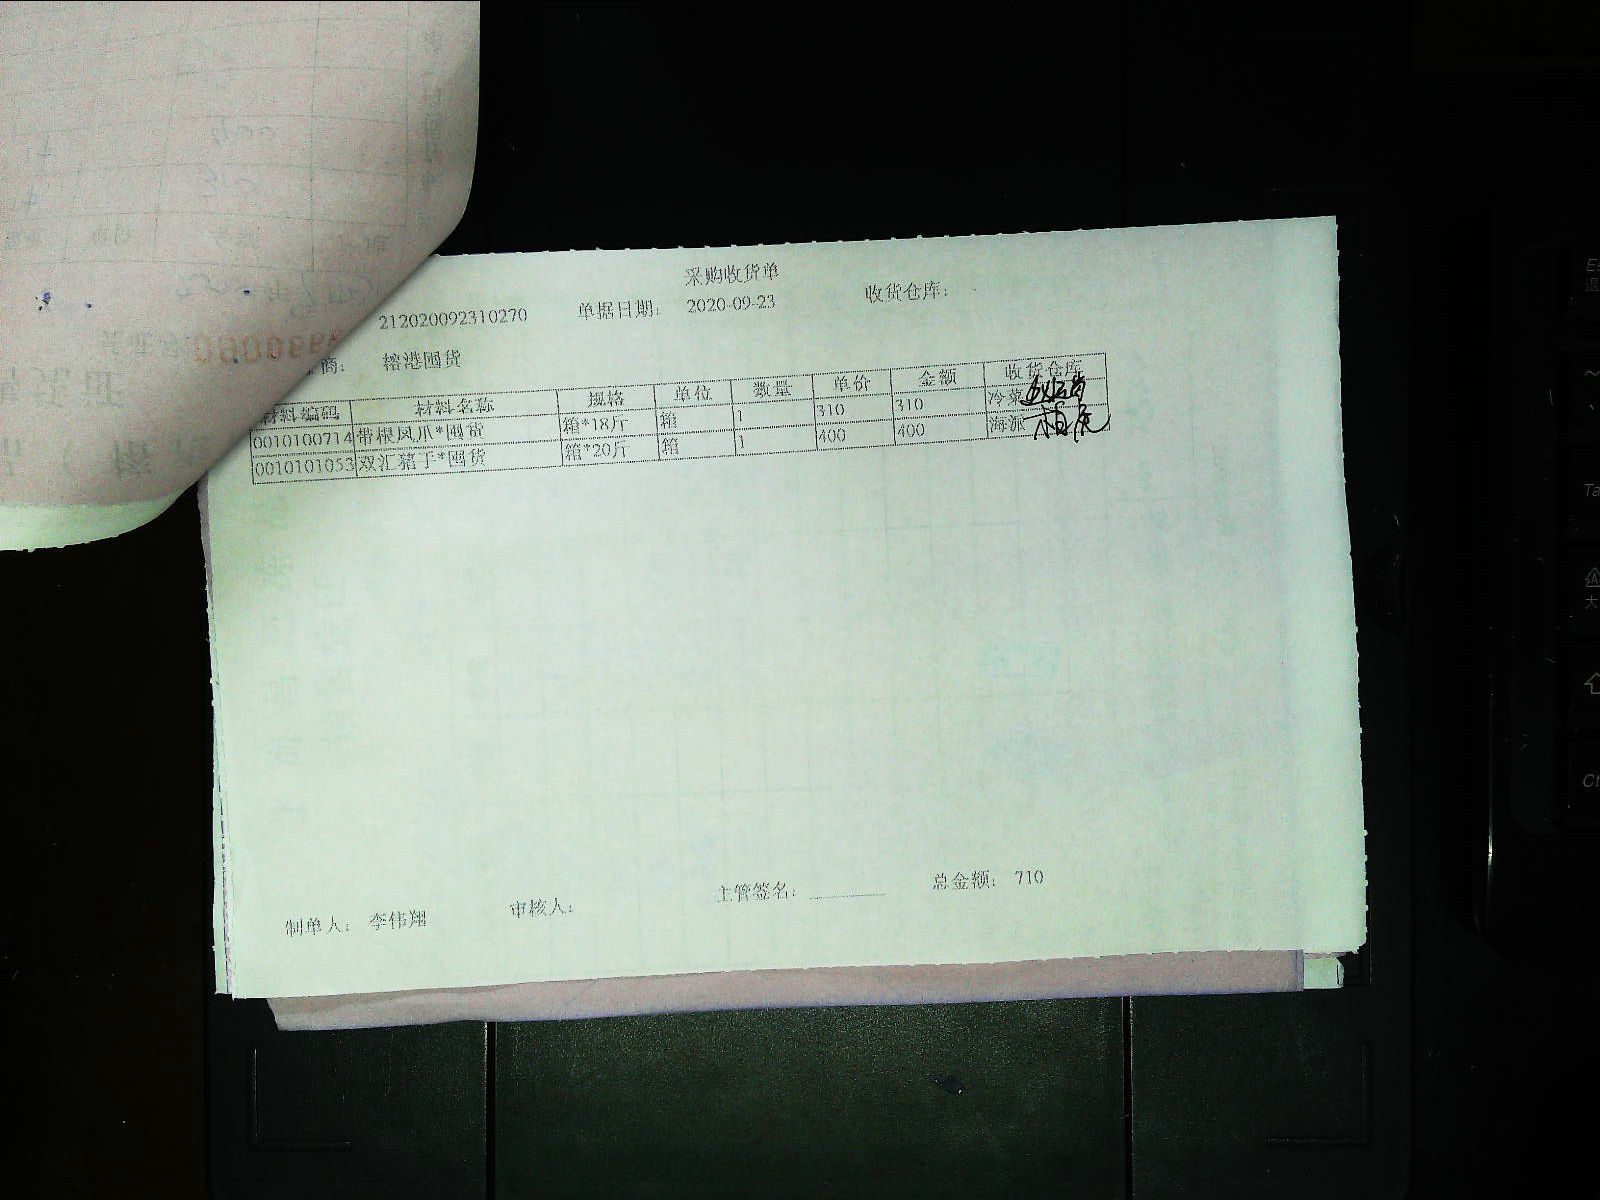 采购收货单
212020092310270 单据日期: 2020-09-23 收货仓库:
商: 榕港囤货
材料编码 材料名称 规格 单位 数量 单价 金额 收货仓库
0010100714 带根凤爪*囤货 箱*18斤 箱 1 310 310 冷菜
0010101053 双汇猪手*囤货 箱*20斤 箱 1 400 400 海派
制单人: 李伟翔 审核人: 主管签名: 总金额: 710